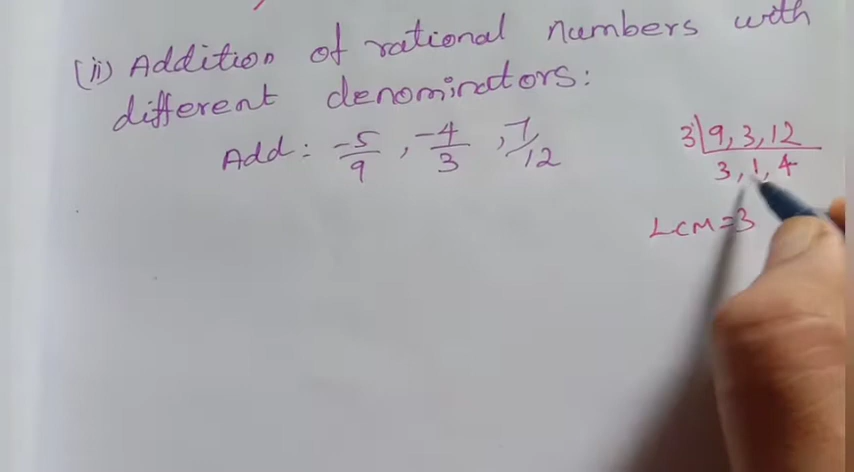 (ii) Addition of rational numbers with
different denominators:
Add: -5/9, -4/3, 7/12
3|9,3,12
3,1,4
LCM=3